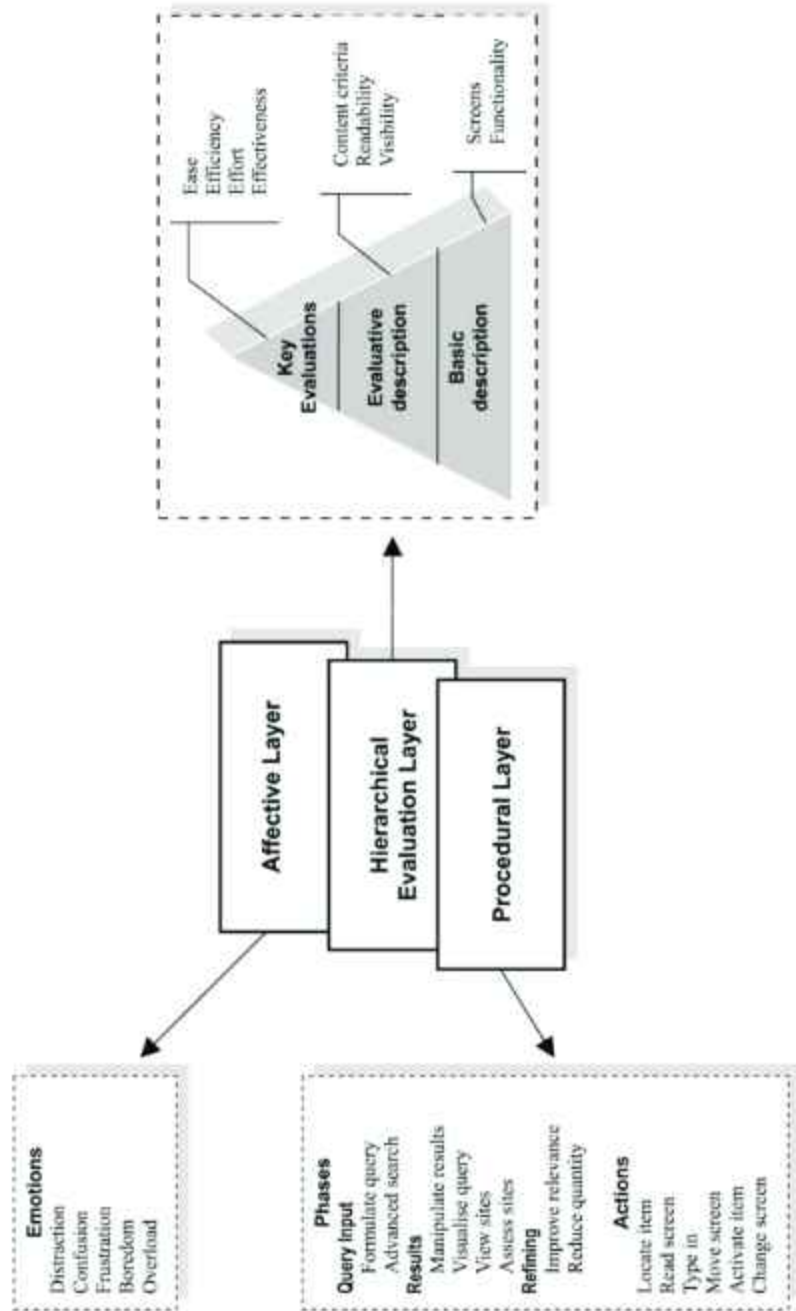 Emotions
Distraction
Confusion
Frustration
Boredom
Overload
Phases
Query Input
Formulate query
Advanced search
Results
Manipulate results
Visualise query
View sites
Assess sites
Refining
Improve relevance
Reduce quantity
Actions
Locate item
Read screen
Type in
Move screen
Activate item
Change screen
Affective Layer
Hierarchical
Evaluation Layer
Procedural Layer
Key
Evaluations
Evaluative
description
Basic
description
Ease
Efficiency
Effort
Effectiveness
Content criteria
Readability
Visibility
Screens
Functionality